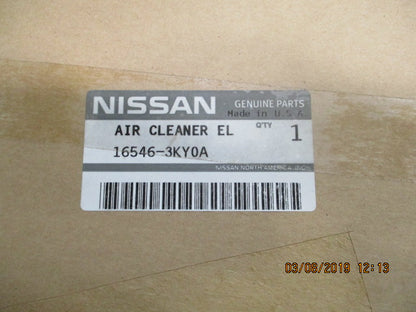 NISSAN GENUINE PARTS
Made in U.S.A
AIR CLEANER EL Q'TY 1
16546-3KY0A
NISSAN NORTH AMERICA, INC.
03/08/2019 12:13